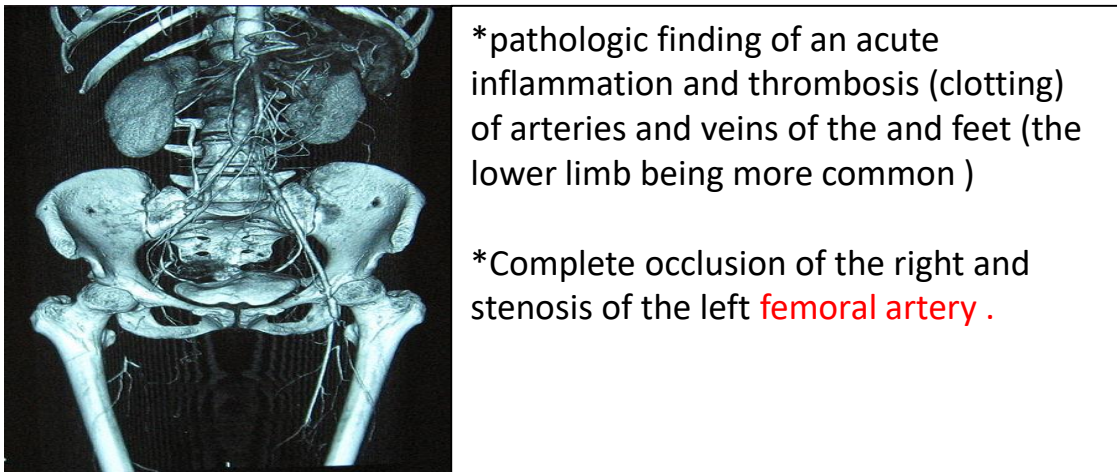 *pathologic finding of an acute
inflammation and thrombosis (clotting)
of arteries and veins of the and feet (the
lower limb being more common )
*Complete occlusion of the right and
stenosis of the left femoral artery .